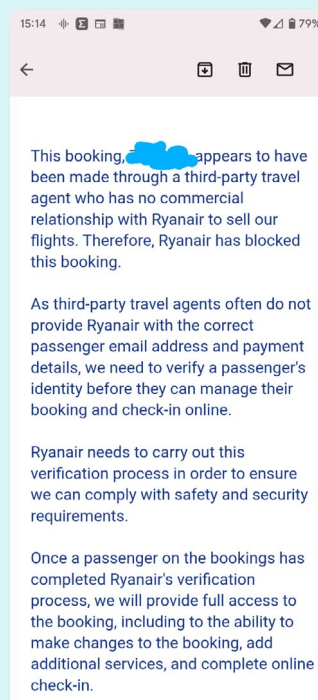 15:14
79%
This booking, appears to have
been made through a third-party travel
agent who has no commercial
relationship with Ryanair to sell our
flights. Therefore, Ryanair has blocked
this booking.
As third-party travel agents often do not
provide Ryanair with the correct
passenger email address and payment
details, we need to verify a passenger's
identity before they can manage their
booking and check-in online.
Ryanair needs to carry out this
verification process in order to ensure
we can comply with safety and security
requirements.
Once a passenger on the bookings has
completed Ryanair's verification
process, we will provide full access to
the booking, including to the ability to
make changes to the booking, add
additional services, and complete online
check-in.